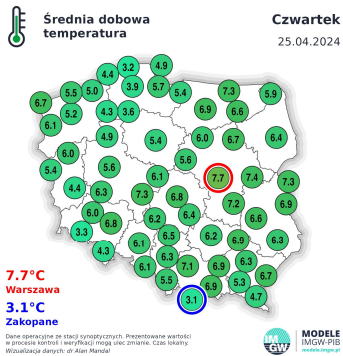 Średnia dobowa
temperatura
Czwartek
25.04.2024
4.4 3.2 4.9
5.5 5.0 3.9 5.7 5.4 7.3 5.9
6.7 5.2 4.3 3.6 6.9 6.6
6.1 4.9 5.4 6.0 6.7 6.4
6.0 5.6
5.4 5.6 6.1 7.7 7.4 7.3
4.4 6.3 7.3 6.8 7.2 6.9
6.0 6.8 6.2 6.4 6.6
3.3 6.1 6.5 6.2 6.9 6.3
4.3 6.1 6.3 7.1 6.9 6.3 6.7
5.5 6.9 5.3 4.7
3.1
7.7°C
Warszawa
3.1°C
Zakopane
Dane operacyjne ze stacji synoptycznych. Prezentowane wartości
w procesie kontroli i weryfikacji mogą ulec zmianie. Czas lokalny.
Wizualizacja danych: dr Alan Mandal
IM
GW
MODELE
IMGW-PIB
modele.imgw.pl